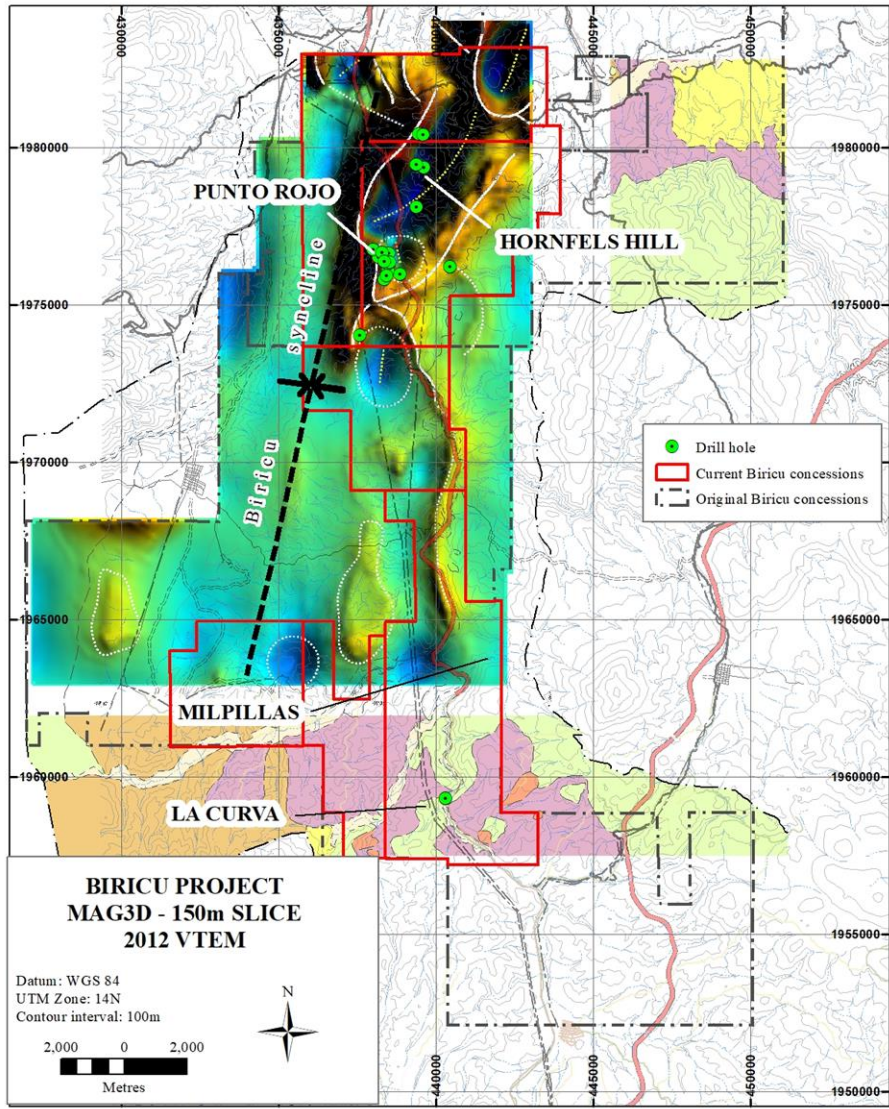 430000
435000
440000
445000
450000
1980000
1980000
PUNTO ROJO
HORNFELS HILL
1975000
1975000
Biricu syncline
1970000
1970000
Drill hole
Current Biricu concessions
Original Biricu concessions
1965000
1965000
MILPILLAS
1960000
1960000
LA CURVA
BIRICU PROJECT
MAG3D - 150m SLICE
2012 VTEM
Datum: WGS 84
UTM Zone: 14N
Contour interval: 100m
N
2,000 0 2,000
Metres
1955000
1950000
440000
445000
450000